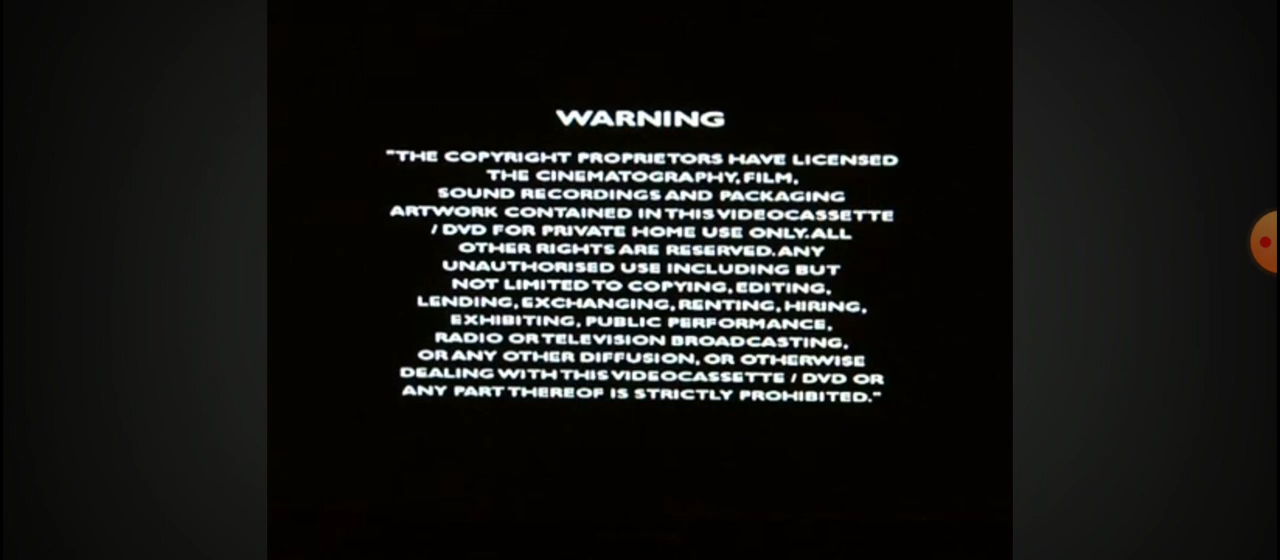 WARNING
"THE COPYRIGHT PROPRIETORS HAVE LICENSED
THE CINEMATOGRAPHY, FILM,
SOUND RECORDINGS AND PACKAGING
ARTWORK CONTAINED IN THIS VIDEOCASSETTE
/ DVD FOR PRIVATE HOME USE ONLY. ALL
OTHER RIGHTS ARE RESERVED. ANY
UNAUTHORISED USE INCLUDING BUT
NOT LIMITED TO COPYING, EDITING,
LENDING, EXCHANGING, RENTING, HIRING,
EXHIBITING, PUBLIC PERFORMANCE,
RADIO OR TELEVISION BROADCASTING,
OR ANY OTHER DIFFUSION, OR OTHERWISE
DEALING WITH THIS VIDEOCASSETTE / DVD OR
ANY PART THEREOF IS STRICTLY PROHIBITED."